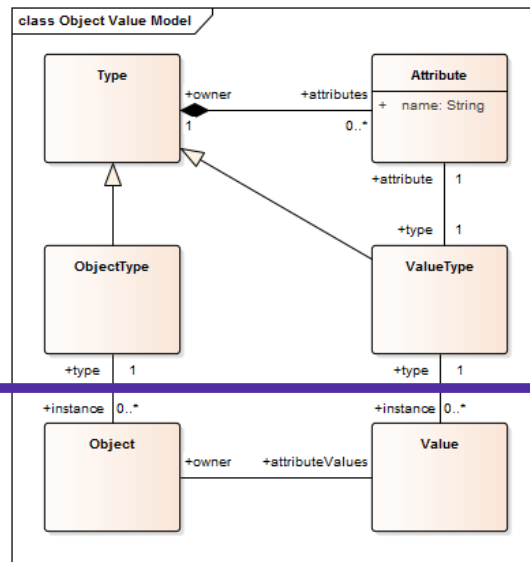 class Object Value Model
Type
Attribute
+owner
+attributes
+ name: String
1
0..*
+attribute 1
+type 1
ObjectType
ValueType
+type 1
+type 1
+instance 0..*
+instance 0..*
Object
Value
+owner
+attributeValues